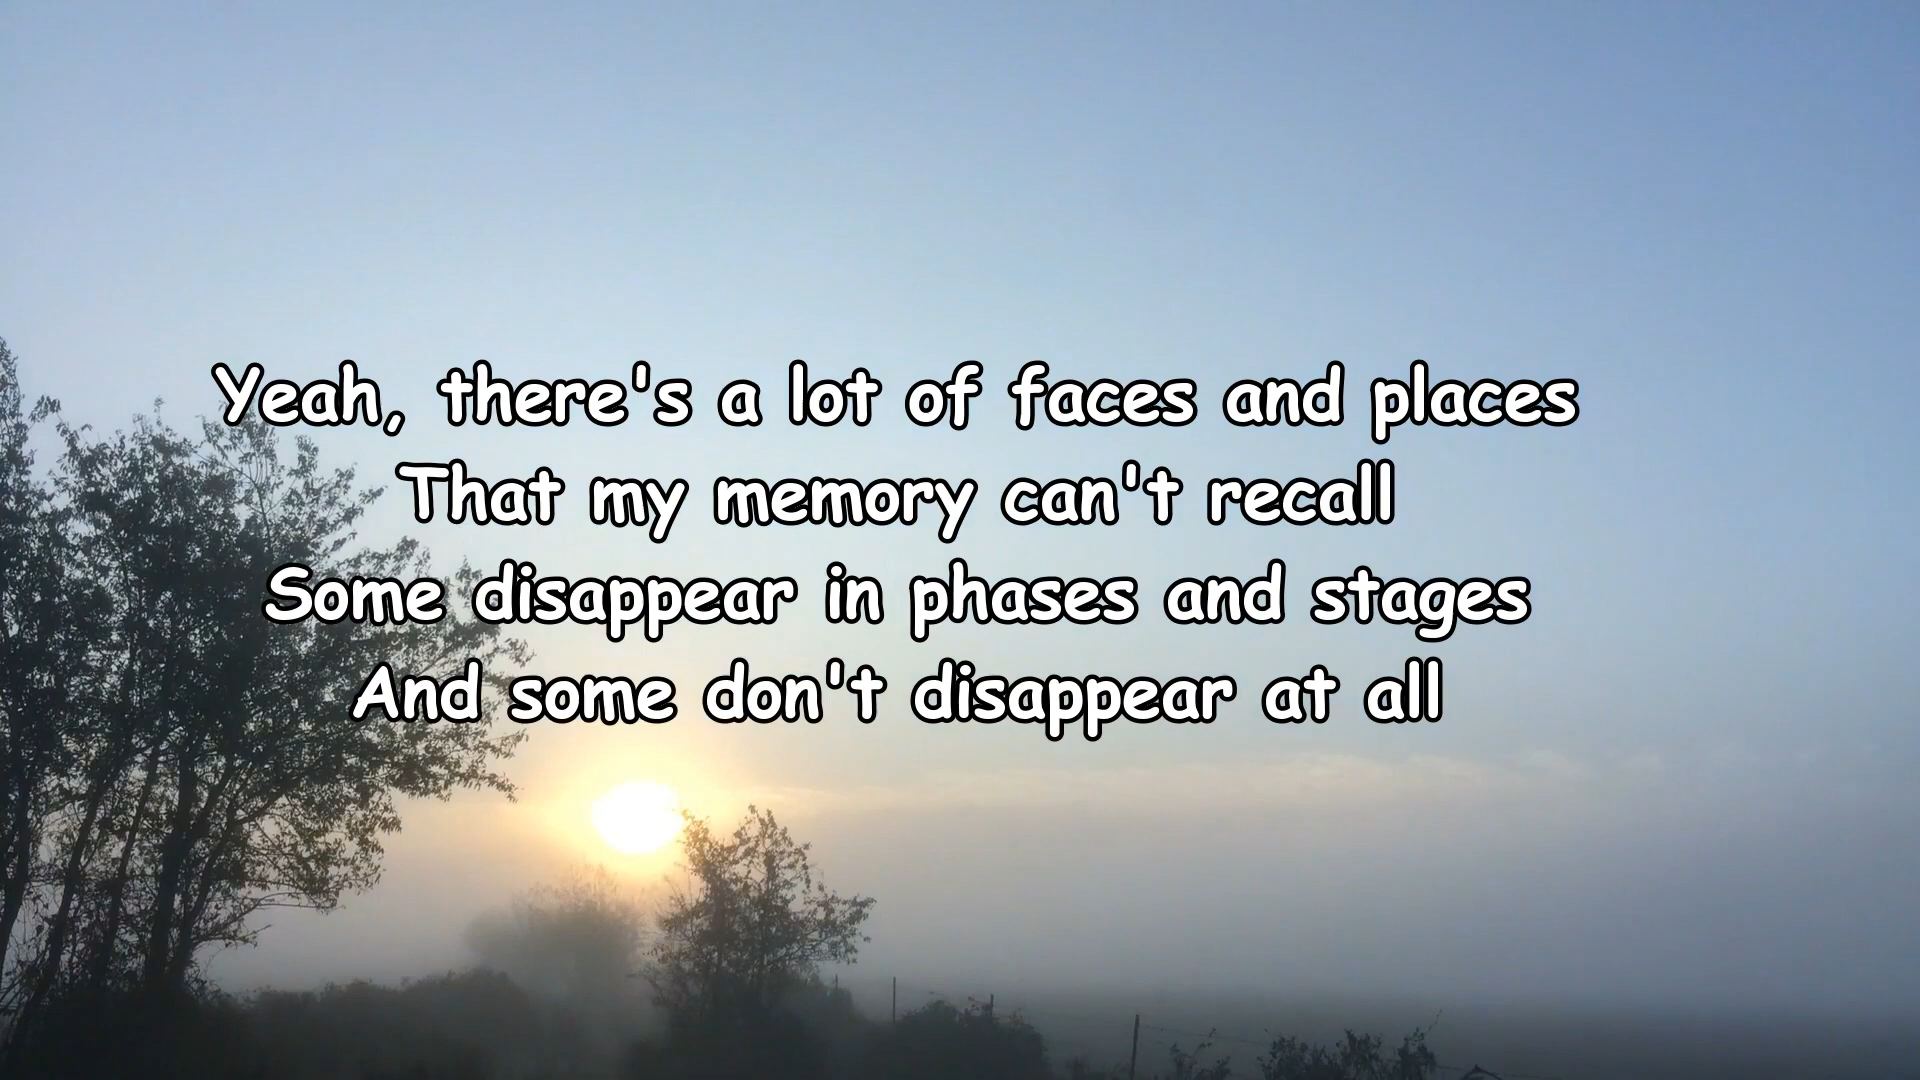 Yeah, there's a lot of faces and places
That my memory can't recall
Some disappear in phases and stages
And some don't disappear at all